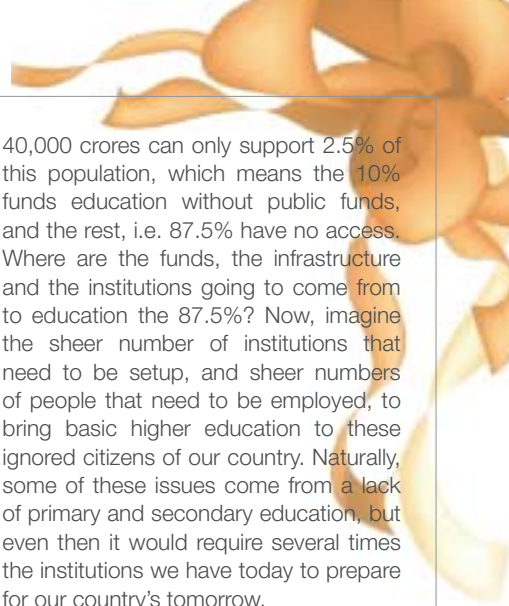 40,000 crores can only support 2.5% of
this population, which means the 10%
funds education without public funds,
and the rest, i.e. 87.5% have no access.
Where are the funds, the infrastructure
and the institutions going to come from
to education the 87.5%? Now, imagine
the sheer number of institutions that
need to be setup, and sheer numbers
of people that need to be employed, to
bring basic higher education to these
ignored citizens of our country. Naturally,
some of these issues come from a lack
of primary and secondary education, but
even then it would require several times
the institutions we have today to prepare
for our country's tomorrow.